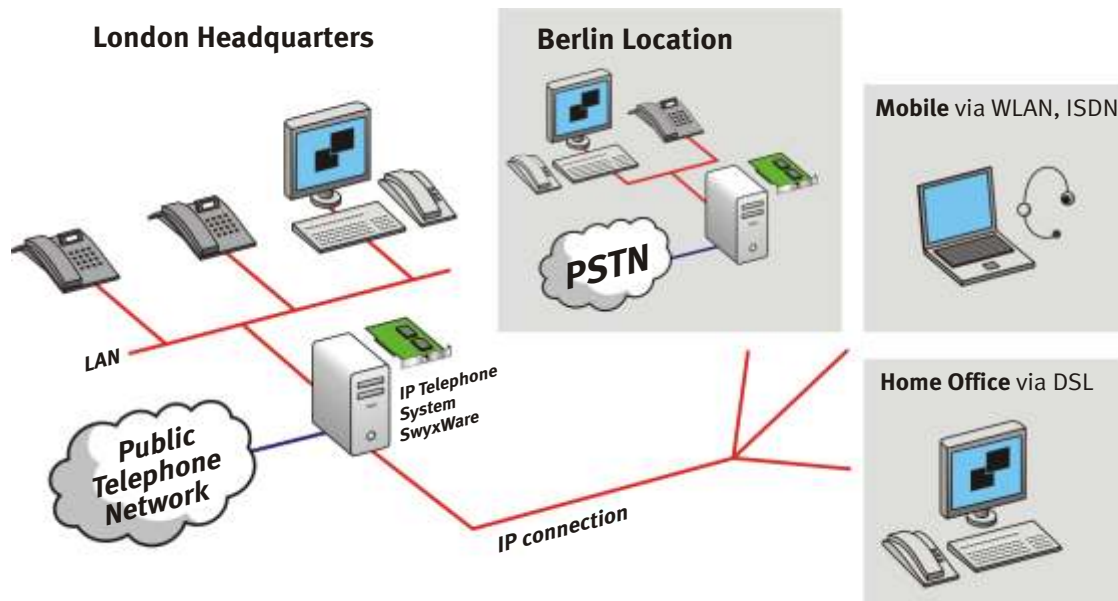 London Headquarters
Berlin Location
Mobile via WLAN, ISDN
PSTN
LAN
IP Telephone
System
SwyxWare
Public
Telephone
Network
Home Office via DSL
IP connection